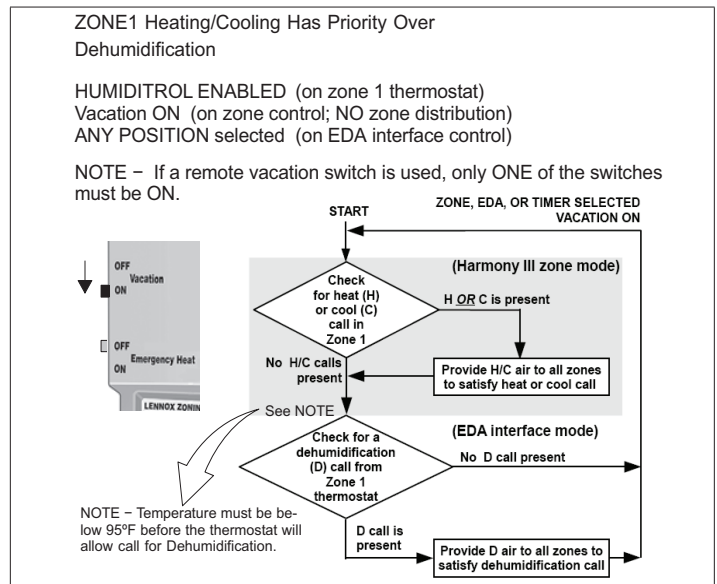 ZONE1 Heating/Cooling Has Priority Over
Dehumidification
HUMIDITROL ENABLED (on zone 1 thermostat)
Vacation ON (on zone control; NO zone distribution)
ANY POSITION selected (on EDA interface control)
NOTE − If a remote vacation switch is used, only ONE of the switches
must be ON.
START
ZONE, EDA, OR TIMER SELECTED
VACATION ON
OFF
Vacation
ON
OFF
Emergency Heat
ON
LENNOX ZONIN
(Harmony III zone mode)
Check
for heat (H)
or cool (C)
call in
Zone 1
H OR C is present
No H/C calls
present
Provide H/C air to all zones
to satisfy heat or cool call
See NOTE
(EDA interface mode)
Check for a
dehumidification
(D) call from
Zone 1
thermostat
No D call present
NOTE − Temperature must be be-
low 95ºF before the thermostat will
allow call for Dehumidification.
D call is
present
Provide D air to all zones to
satisfy dehumidification call